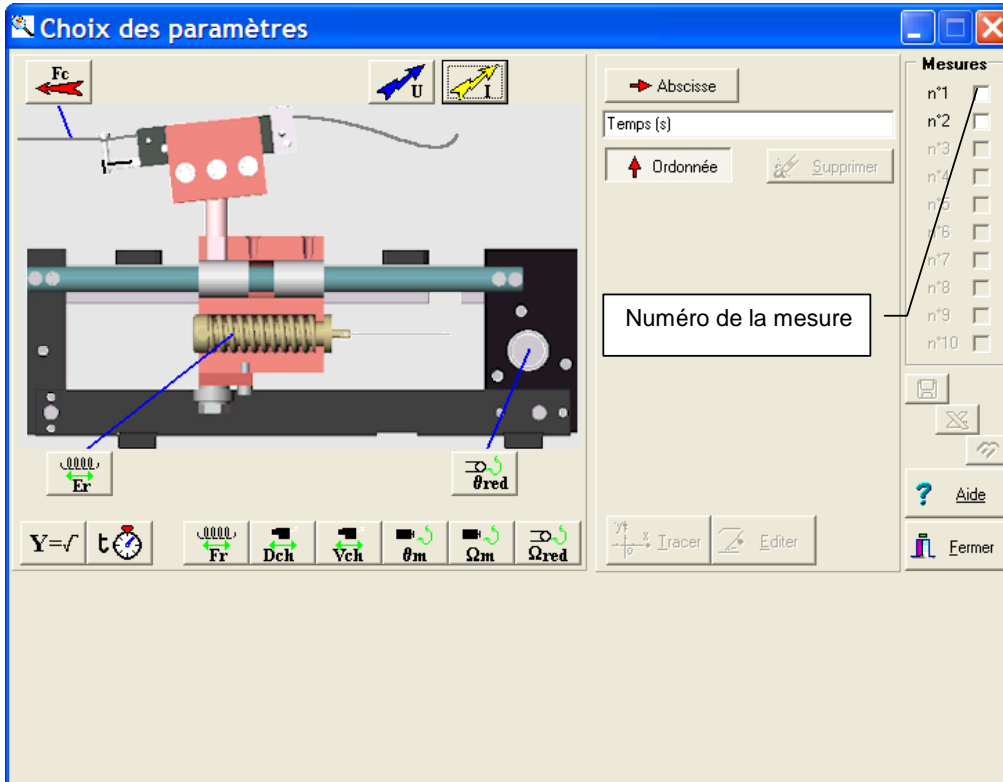 Choix des paramètres
Fc
U
I
Er
θred
Y=√
t
Fr
Dch
Vch
θm
Ωm
Ωred
Abscisse
Temps (s)
Ordonnée
Supprimer
Numéro de la mesure
yt
x
o
Tracer
Editer
Mesures
n°1
n°2
n°3
n°4
n°5
n°6
n°7
n°8
n°9
n°10
? Aide
Fermer